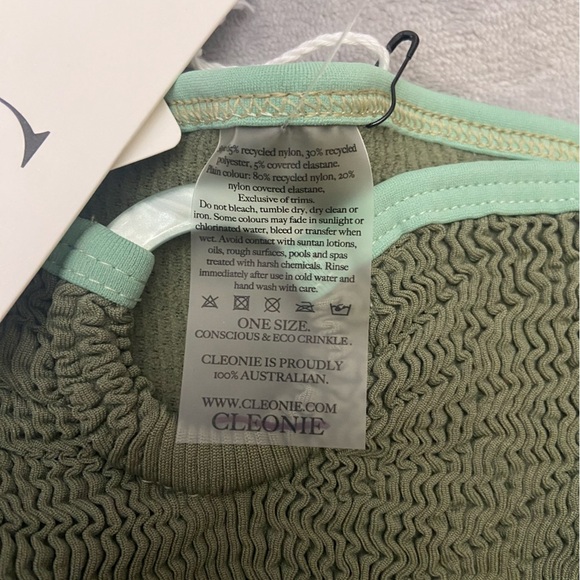 65% recycled nylon, 30% recycled
polyester, 5% covered elastane.
Plain colour: 80% recycled nylon, 20%
nylon covered elastane,
Exclusive of trims.
Do not bleach, tumble dry, dry clean or
iron. Some colours may fade in sunlight or
chlorinated water, bleed or transfer when
wet. Avoid contact with suntan lotions,
oils, rough surfaces, pools and spas
treated with harsh chemicals. Rinse
immediately after use in cold water and
hand wash with care.
ONE SIZE.
CONSCIOUS & ECO CRINKLE.
CLEONIE IS PROUDLY
100% AUSTRALIAN.
WWW.CLEONIE.COM
CLEONIE